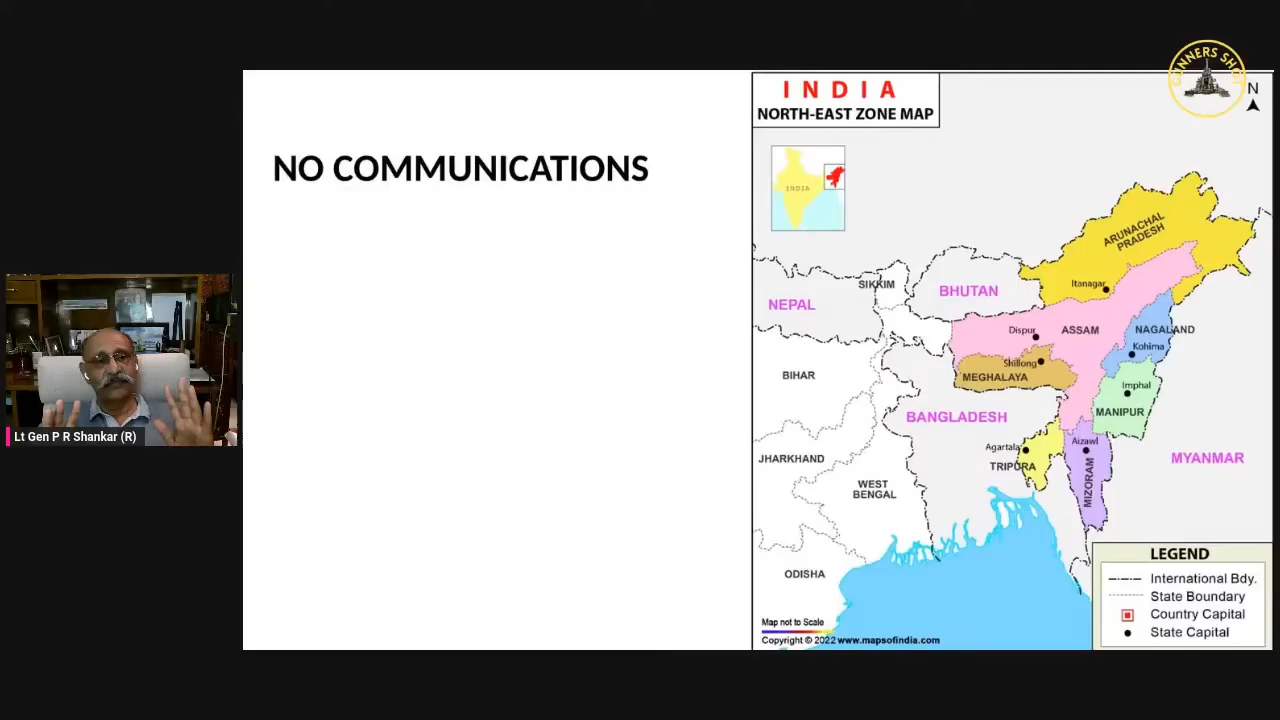 GUNNERS SHOT
INDIA
NORTH-EAST ZONE MAP
N
NO COMMUNICATIONS
INDIA
ARUNACHAL
PRADESH
SIKKIM
BHUTAN
Itanagar
NEPAL
Dispur
ASSAM
NAGALAND
Kohima
Shillong
MEGHALAYA
BIHAR
Imphal
MANIPUR
BANGLADESH
Lt Gen P R Shankar (R)
Agartala
Aizawl
TRIPURA
MIZORAM
MYANMAR
JHARKHAND
WEST
BENGAL
ODISHA
LEGEND
International Bdy.
State Boundary
Country Capital
State Capital
Map not to Scale
Copyright © 2022 www.mapsofindia.com